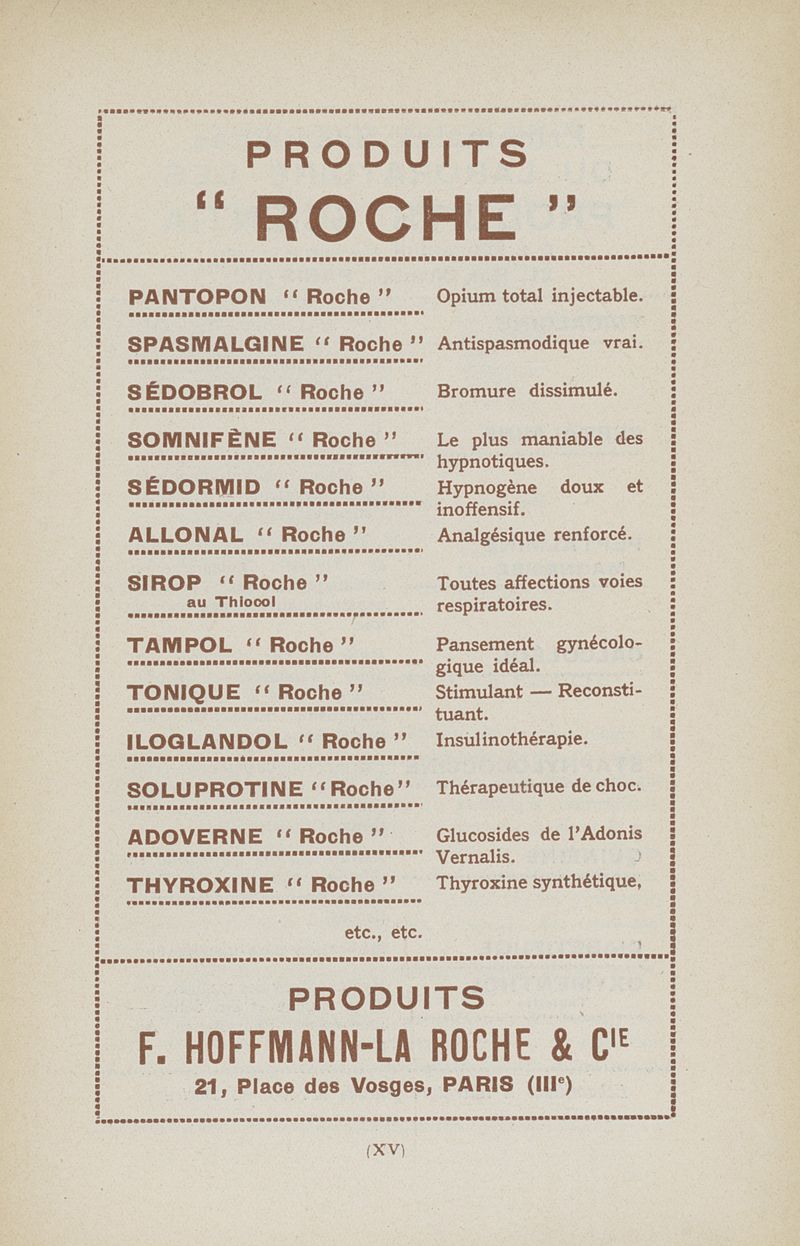 PRODUITS
“ ROCHE ”
PANTOPON “ Roche ” Opium total injectable.
SPASMALGINE “ Roche ” Antispasmodique vrai.
SÉDOBROL “ Roche ” Bromure dissimulé.
SOMNIFÈNE “ Roche ” Le plus maniable des
hypnotiques.
SÉDORMID “ Roche ” Hypnogène doux et
inoffensif.
ALLONAL “ Roche ” Analgésique renforcé.
SIROP “ Roche ” Toutes affections voies
au Thiocol respiratoires.
TAMPOL “ Roche ” Pansement gynécolo-
gique idéal.
TONIQUE “ Roche ” Stimulant — Reconsti-
tuant.
ILOGLANDOL “ Roche ” Insulinothérapie.
SOLUPROTINE “Roche” Thérapeutique de choc.
ADOVERNE “ Roche ” Glucosides de l’Adonis
Vernalis.
THYROXINE “ Roche ” Thyroxine synthétique,
etc., etc.
PRODUITS
F. HOFFMANN-LA ROCHE & CIE
21, Place des Vosges, PARIS (IIIe)
(XV)